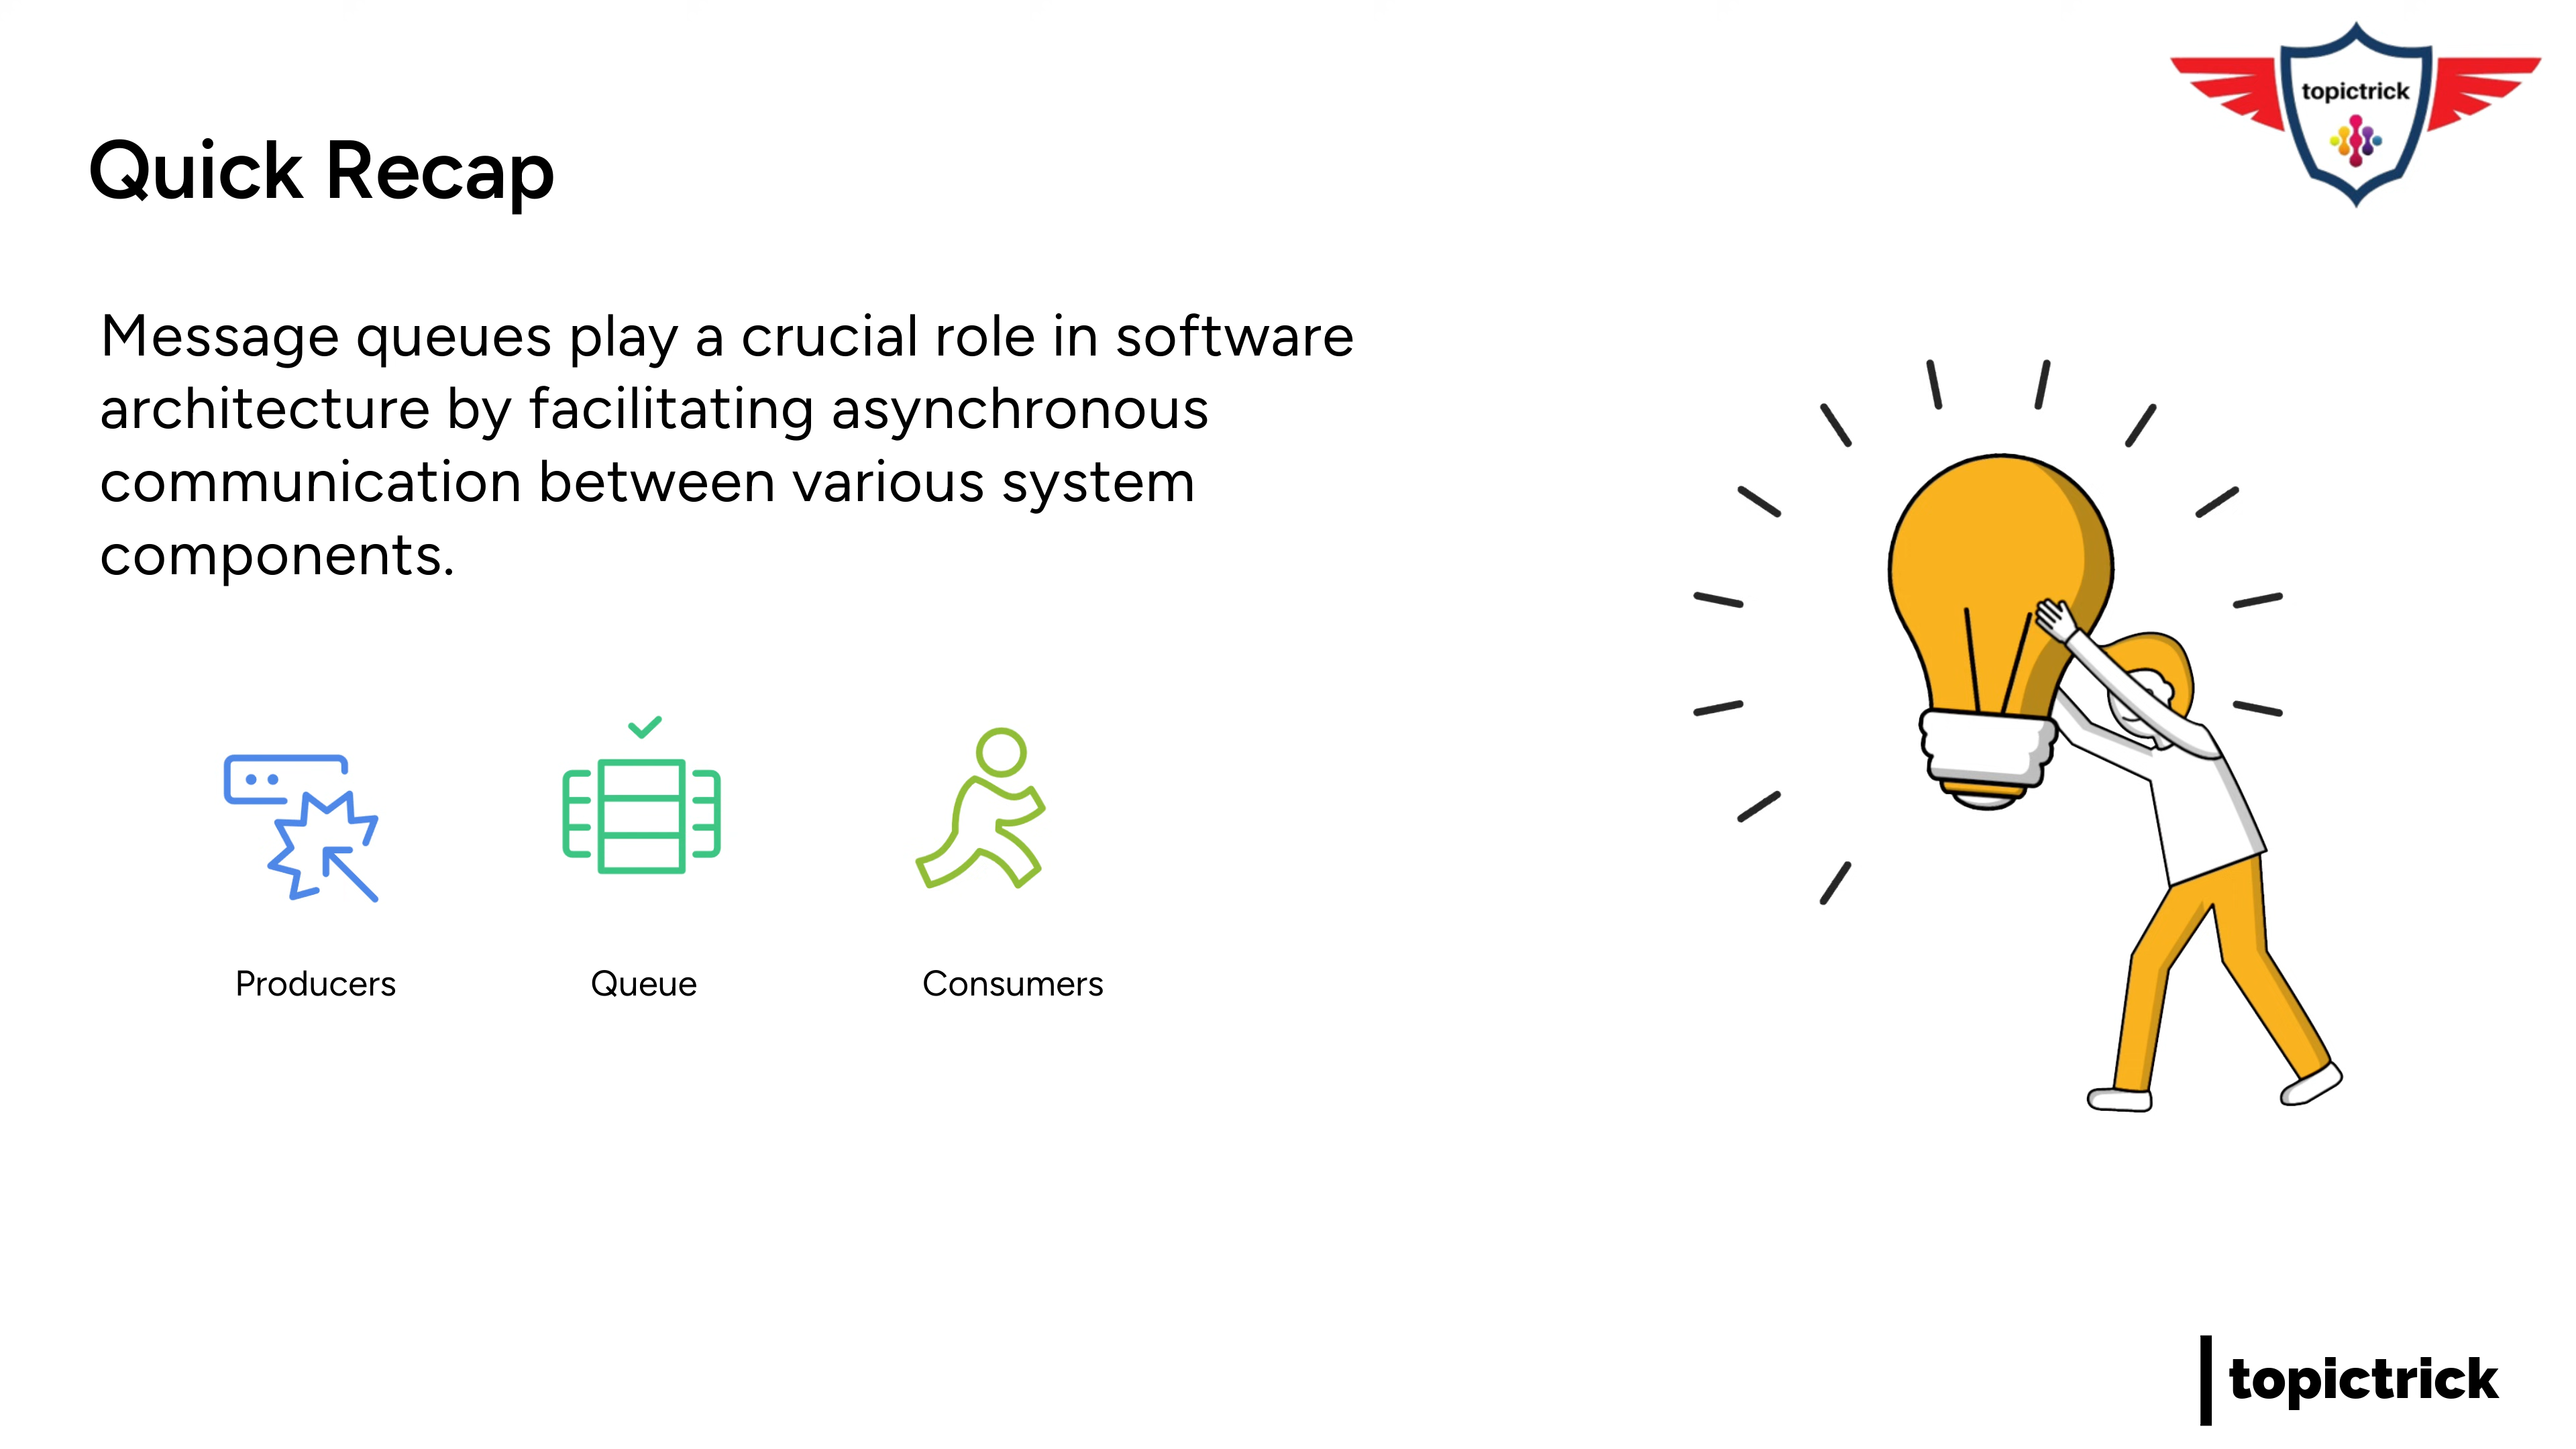 topictrick
Quick Recap
Message queues play a crucial role in software
architecture by facilitating asynchronous
communication between various system
components.
Producers
Queue
Consumers
topictrick